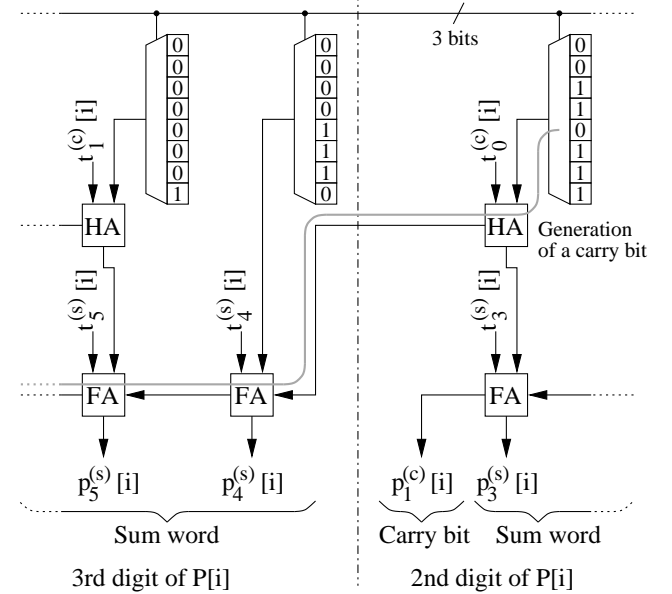 3 bits
0 0 0
0 0 0
0 0 1
0 0 1
0 1 0
0 1 1
0 1 1
1 0 1
t₁⁽ᶜ⁾[i]
t₀⁽ᶜ⁾[i]
HA
HA
Generation
of a carry bit
t₅⁽ˢ⁾[i]
t₄⁽ˢ⁾[i]
t₃⁽ˢ⁾[i]
FA
FA
FA
p₅⁽ˢ⁾[i]
p₄⁽ˢ⁾[i]
p₁⁽ᶜ⁾[i]
p₃⁽ˢ⁾[i]
Sum word
Carry bit
Sum word
3rd digit of P[i]
2nd digit of P[i]